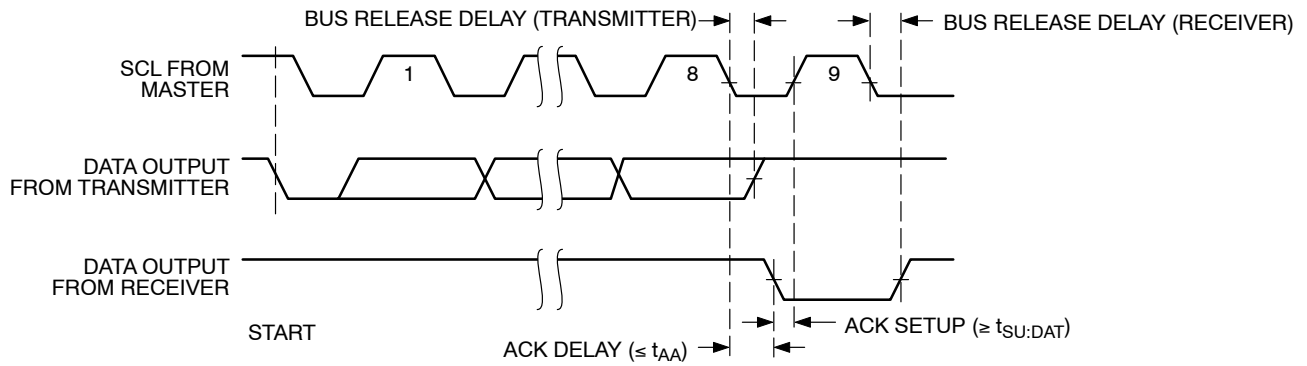 BUS RELEASE DELAY (TRANSMITTER)
BUS RELEASE DELAY (RECEIVER)
SCL FROM
MASTER
1
8
9
DATA OUTPUT
FROM TRANSMITTER
DATA OUTPUT
FROM RECEIVER
START
ACK SETUP (≥ tSU:DAT)
ACK DELAY (≤ tAA)